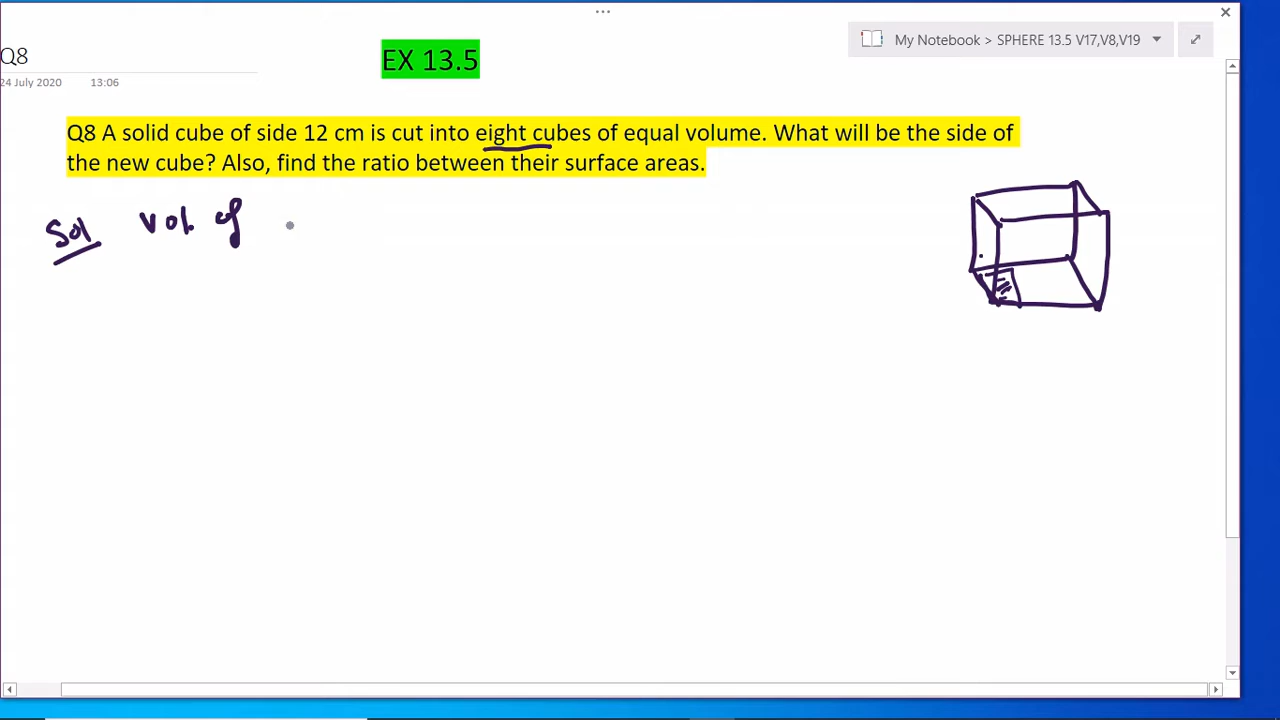 ...
My Notebook > SPHERE 13.5 V17,V8,V19
Q8
EX 13.5
24 July 2020 13:06
Q8 A solid cube of side 12 cm is cut into eight cubes of equal volume. What will be the side of
the new cube? Also, find the ratio between their surface areas.
Sol Vol. of